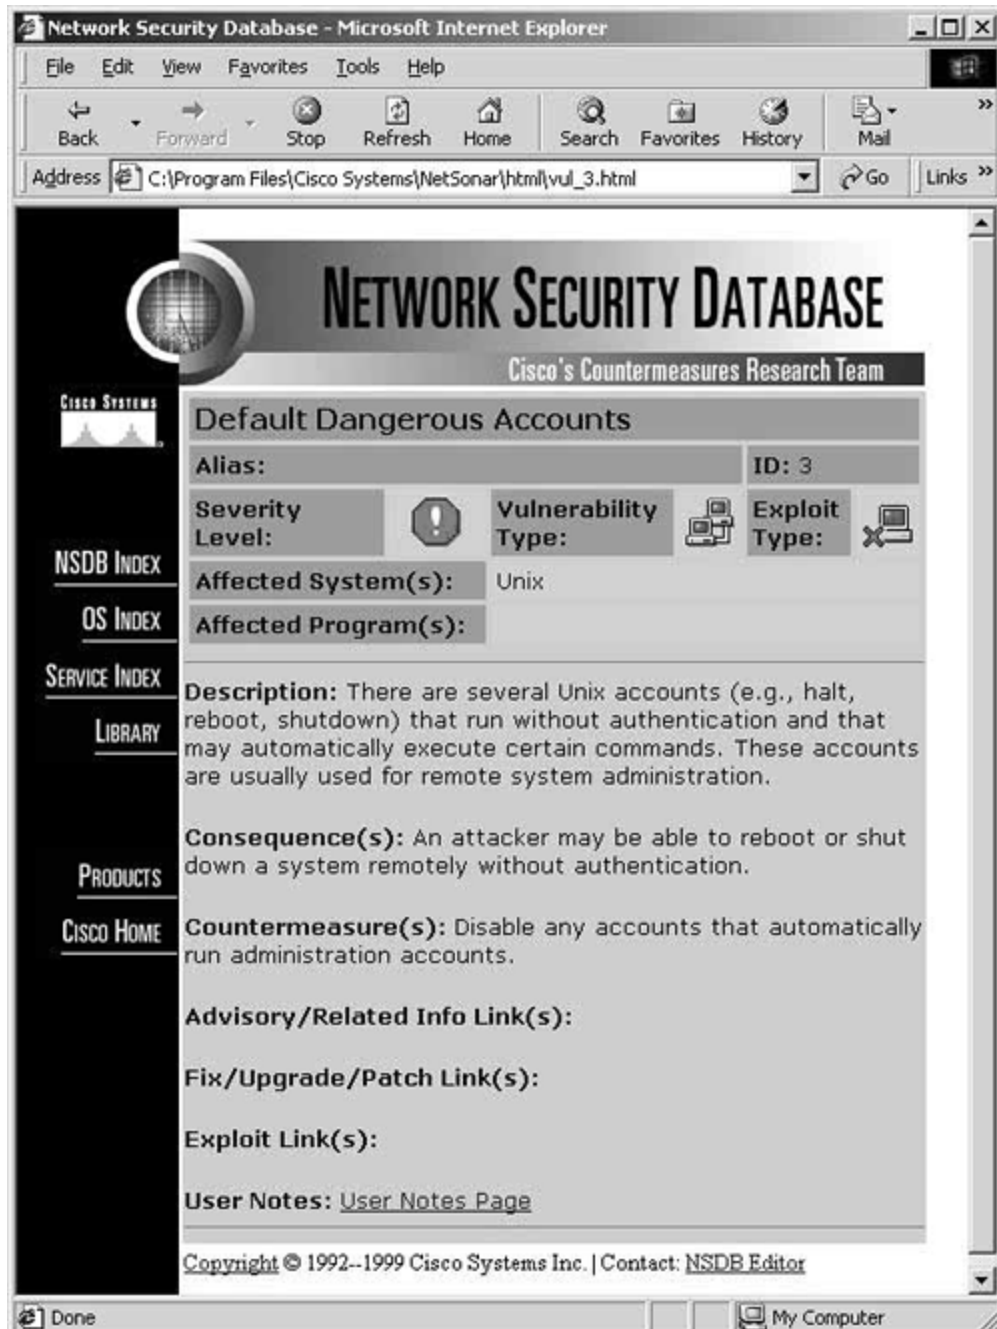 Network Security Database - Microsoft Internet Explorer
File Edit View Favorites Tools Help
Back Forward Stop Refresh Home Search Favorites History Mail »
Address C:\Program Files\Cisco Systems\NetSonar\html\vul_3.html Go Links »
NETWORK SECURITY DATABASE
Cisco's Countermeasures Research Team
CISCO SYSTEMS
Default Dangerous Accounts
Alias: ID: 3
Severity Level: Vulnerability Type: Exploit Type:
Affected System(s): Unix
Affected Program(s):
NSDB INDEX
OS INDEX
SERVICE INDEX
LIBRARY
PRODUCTS
CISCO HOME
Description: There are several Unix accounts (e.g., halt,
reboot, shutdown) that run without authentication and that
may automatically execute certain commands. These accounts
are usually used for remote system administration.
Consequence(s): An attacker may be able to reboot or shut
down a system remotely without authentication.
Countermeasure(s): Disable any accounts that automatically
run administration accounts.
Advisory/Related Info Link(s):
Fix/Upgrade/Patch Link(s):
Exploit Link(s):
User Notes: User Notes Page
Copyright © 1992--1999 Cisco Systems Inc. | Contact: NSDB Editor
Done My Computer